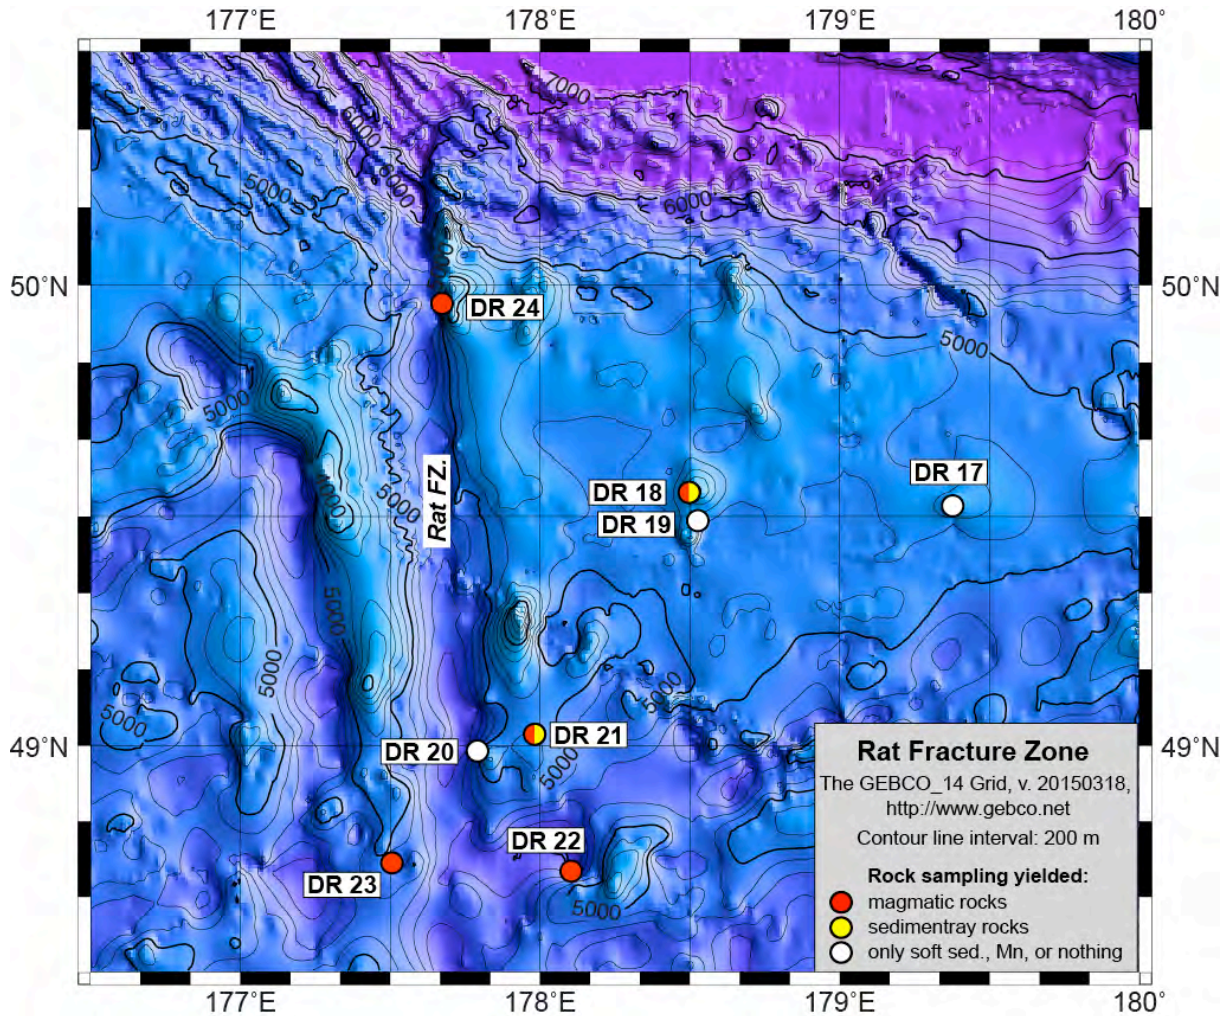 177°E 178°E 179°E 180°
7000
6000
5000
6000
6000
50°N 50°N
DR 24
5000
5000
Rat FZ.
4000
5000
DR 17
DR 18
DR 19
5000
5000
5000
5000
DR 21
49°N 49°N
DR 20
5000
DR 22
DR 23
5000
Rat Fracture Zone
The GEBCO_14 Grid, v. 20150318,
http://www.gebco.net
Contour line interval: 200 m
Rock sampling yielded:
magmatic rocks
sedimentray rocks
only soft sed., Mn, or nothing
177°E 178°E 179°E 180°